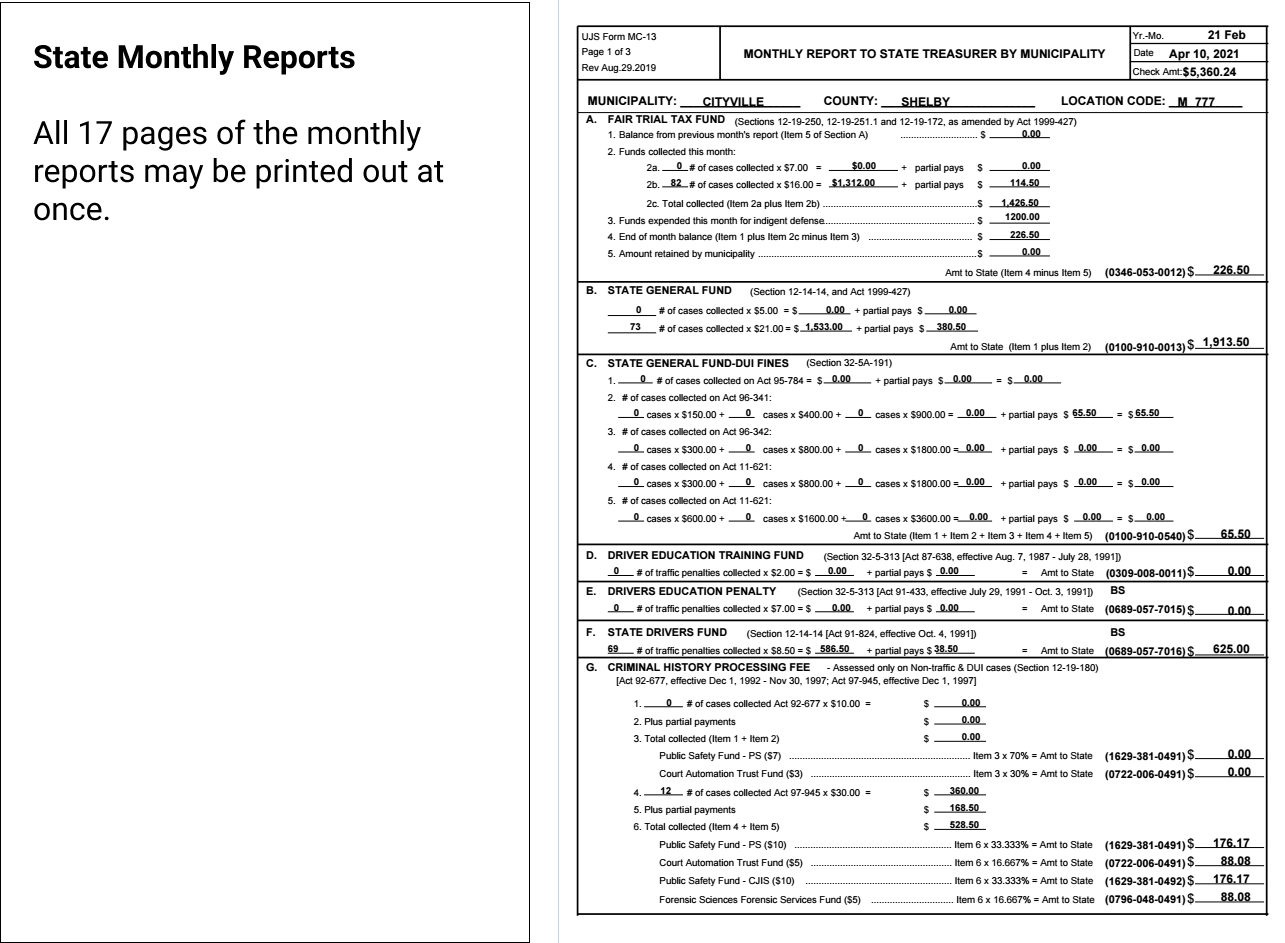 State Monthly Reports
All 17 pages of the monthly
reports may be printed out at
once.
UJS Form MC-13
Page 1 of 3
Rev Aug.29.2019
MONTHLY REPORT TO STATE TREASURER BY MUNICIPALITY
Yr.-Mo. 21 Feb
Date Apr 10, 2021
Check Amt:$5,360.24
MUNICIPALITY: CITYVILLE COUNTY: SHELBY LOCATION CODE: M 777
A. FAIR TRIAL TAX FUND (Sections 12-19-250, 12-19-251.1 and 12-19-172, as amended by Act 1999-427)
1. Balance from previous month's report (Item 5 of Section A) ............................ $ 0.00
2. Funds collected this month:
2a. 0 # of cases collected x $7.00 = $0.00 + partial pays $ 0.00
2b. 82 # of cases collected x $16.00 = $1,312.00 + partial pays $ 114.50
2c. Total collected (Item 2a plus Item 2b) ........................................................$ 1,426.50
3. Funds expended this month for indigent defense...................................................... $ 1200.00
4. End of month balance (Item 1 plus Item 2c minus Item 3) ...................................... $ 226.50
5. Amount retained by municipality ................................................................................$ 0.00
Amt to State (Item 4 minus Item 5) (0346-053-0012) $ 226.50
B. STATE GENERAL FUND (Section 12-14-14, and Act 1999-427)
0 # of cases collected x $5.00 = $ 0.00 + partial pays $ 0.00
73 # of cases collected x $21.00 = $ 1,533.00 + partial pays $ 380.50
Amt to State (Item 1 plus Item 2) (0100-910-0013) $ 1,913.50
C. STATE GENERAL FUND-DUI FINES (Section 32-5A-191)
1. 0 # of cases collected on Act 95-784 = $ 0.00 + partial pays $ 0.00 = $ 0.00
2. # of cases collected on Act 96-341:
0 cases x $150.00 + 0 cases x $400.00 + 0 cases x $900.00 = 0.00 + partial pays $ 65.50 = $ 65.50
3. # of cases collected on Act 96-342:
0 cases x $300.00 + 0 cases x $800.00 + 0 cases x $1800.00 = 0.00 + partial pays $ 0.00 = $ 0.00
4. # of cases collected on Act 11-621:
0 cases x $300.00 + 0 cases x $800.00 + 0 cases x $1800.00 = 0.00 + partial pays $ 0.00 = $ 0.00
5. # of cases collected on Act 11-621:
0 cases x $600.00 + 0 cases x $1600.00 + 0 cases x $3600.00 = 0.00 + partial pays $ 0.00 = $ 0.00
Amt to State (Item 1 + Item 2 + Item 3 + Item 4 + Item 5) (0100-910-0540) $ 65.50
D. DRIVER EDUCATION TRAINING FUND (Section 32-5-313 [Act 87-638, effective Aug. 7, 1987 - July 28, 1991])
0 # of traffic penalties collected x $2.00 = $ 0.00 + partial pays $ 0.00 = Amt to State (0309-008-0011) $ 0.00
E. DRIVERS EDUCATION PENALTY (Section 32-5-313 [Act 91-433, effective July 29, 1991 - Oct. 3, 1991]) BS
0 # of traffic penalties collected x $7.00 = $ 0.00 + partial pays $ 0.00 = Amt to State (0689-057-7015) $ 0.00
F. STATE DRIVERS FUND (Section 12-14-14 [Act 91-824, effective Oct. 4, 1991]) BS
69 # of traffic penalties collected x $8.50 = $ 586.50 + partial pays $ 38.50 = Amt to State (0689-057-7016) $ 625.00
G. CRIMINAL HISTORY PROCESSING FEE - Assessed only on Non-traffic & DUI cases (Section 12-19-180)
[Act 92-677, effective Dec 1, 1992 - Nov 30, 1997; Act 97-945, effective Dec 1, 1997]
1. 0 # of cases collected Act 92-677 x $10.00 = $ 0.00
2. Plus partial payments $ 0.00
3. Total collected (Item 1 + Item 2) $ 0.00
Public Safety Fund - PS ($7) ................................................................. Item 3 x 70% = Amt to State (1629-381-0491) $ 0.00
Court Automation Trust Fund ($3) .......................................................... Item 3 x 30% = Amt to State (0722-006-0491) $ 0.00
4. 12 # of cases collected Act 97-945 x $30.00 = $ 360.00
5. Plus partial payments $ 168.50
6. Total collected (Item 4 + Item 5) $ 528.50
Public Safety Fund - PS ($10) ........................................................ Item 6 x 33.333% = Amt to State (1629-381-0491) $ 176.17
Court Automation Trust Fund ($5) .................................................... Item 6 x 16.667% = Amt to State (0722-006-0491) $ 88.08
Public Safety Fund - CJIS ($10) ..................................................... Item 6 x 33.333% = Amt to State (1629-381-0492) $ 176.17
Forensic Sciences Forensic Services Fund ($5) ............................. Item 6 x 16.667% = Amt to State (0796-048-0491) $ 88.08